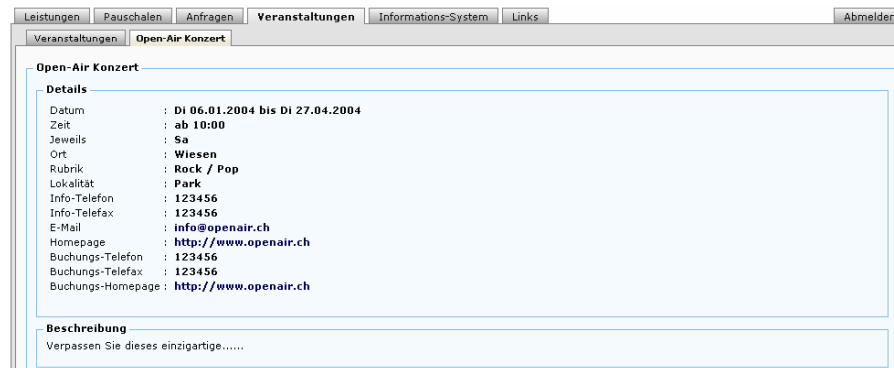 Leistungen Pauschalen Anfragen Veranstaltungen Informations-System Links Abmelden
Veranstaltungen Open-Air Konzert
Open-Air Konzert
Details
Datum : Di 06.01.2004 bis Di 27.04.2004
Zeit : ab 10:00
Jeweils : Sa
Ort : Wiesen
Rubrik : Rock / Pop
Lokalität : Park
Info-Telefon : 123456
Info-Telefax : 123456
E-Mail : info@openair.ch
Homepage : http://www.openair.ch
Buchungs-Telefon : 123456
Buchungs-Telefax : 123456
Buchungs-Homepage : http://www.openair.ch
Beschreibung
Verpassen Sie dieses einzigartige......